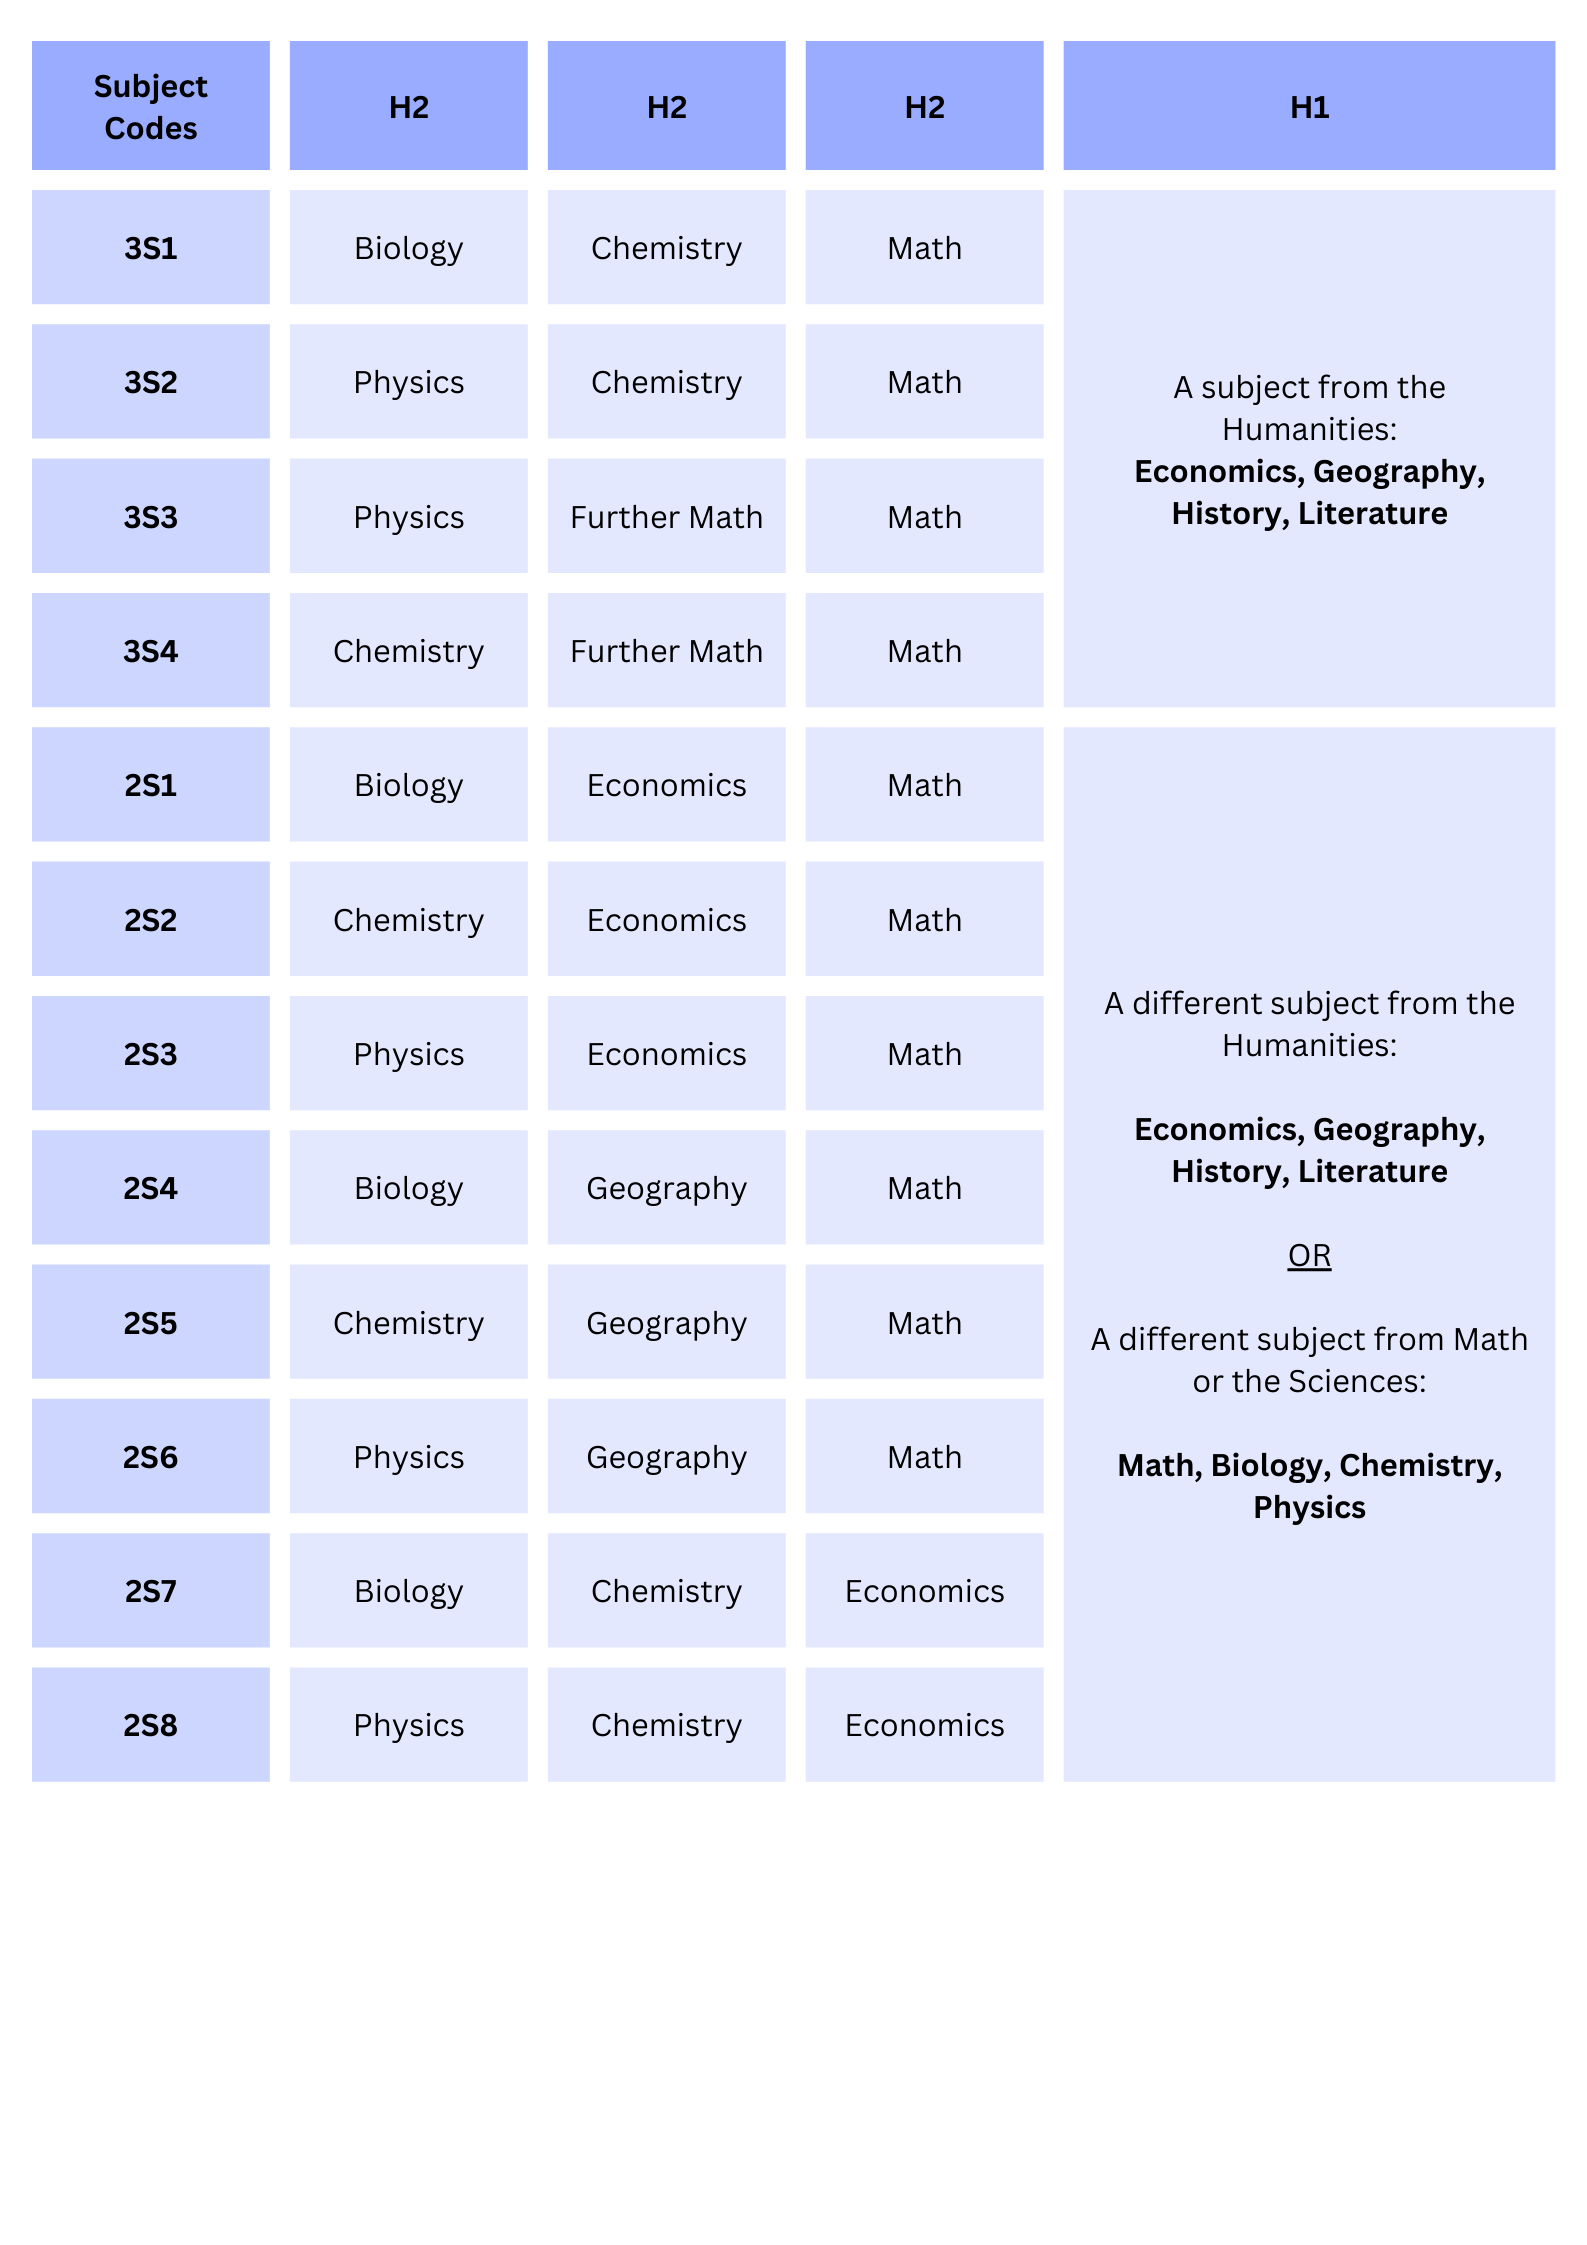 Subject
Codes
H2
H2
H2
H1
3S1
Biology
Chemistry
Math
3S2
Physics
Chemistry
Math
3S3
Physics
Further Math
Math
3S4
Chemistry
Further Math
Math
A subject from the
Humanities:
Economics, Geography,
History, Literature
2S1
Biology
Economics
Math
2S2
Chemistry
Economics
Math
2S3
Physics
Economics
Math
2S4
Biology
Geography
Math
2S5
Chemistry
Geography
Math
2S6
Physics
Geography
Math
2S7
Biology
Chemistry
Economics
2S8
Physics
Chemistry
Economics
A different subject from the
Humanities:
Economics, Geography,
History, Literature
OR
A different subject from Math
or the Sciences:
Math, Biology, Chemistry,
Physics